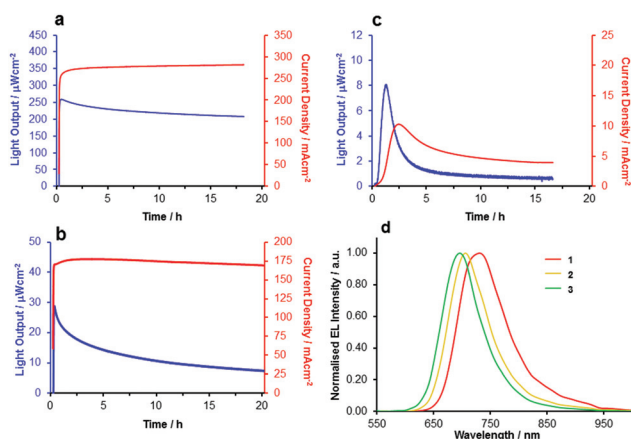 a
Light Output / µWcm-2
450
400
350
300
250
200
150
100
50
0
Current Density / mAcm-2
350
300
250
200
150
100
50
0
0 5 10 15 20
Time / h
b
Light Output / µWcm-2
50
40
30
20
10
0
Current Density / mAcm-2
200
175
150
125
100
75
50
25
0
0 5 10 15 20
Time / h
c
Light Output / µWcm-2
12
10
8
6
4
2
0
Current Density / mAcm-2
25
20
15
10
5
0
0 5 10 15 20
Time / h
d
Normalised EL Intensity / a.u.
1.00
0.80
0.60
0.40
0.20
0.00
1
2
3
550 650 750 850 950
Wavelength / nm